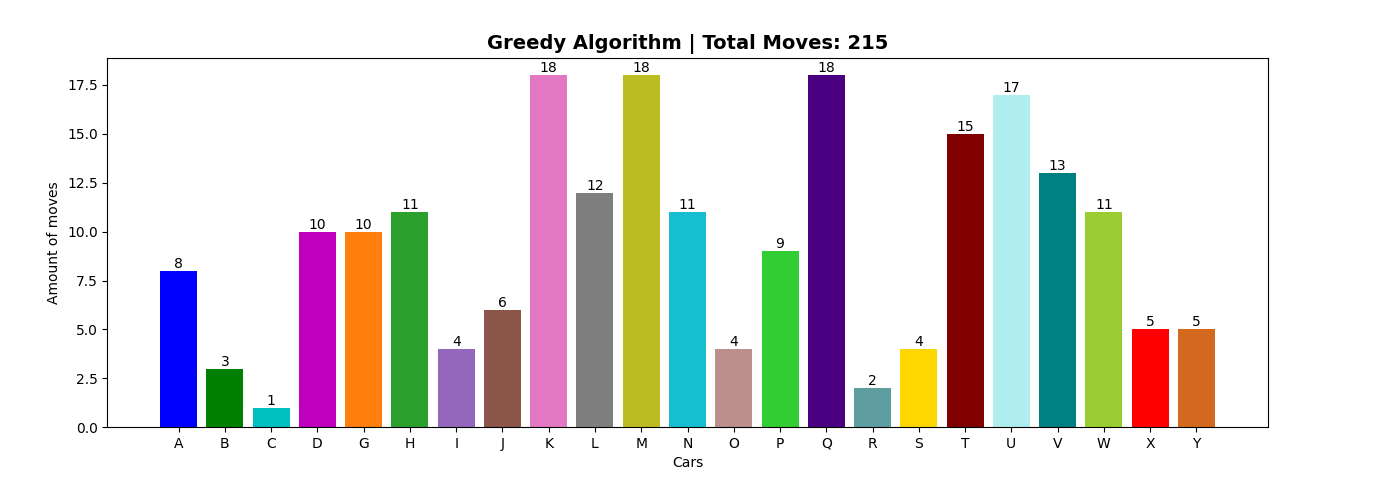 Greedy Algorithm | Total Moves: 215
18 18 18
17.5
17
15.0
15
13
12.5
12
11 11 11
10.0
10 10
9
8
7.5
6
5.0
5 5
4 4 4
3
2.5
2
1
0.0
Amount of moves
A B C D G H I J K L M N O P Q R S T U V W X Y
Cars